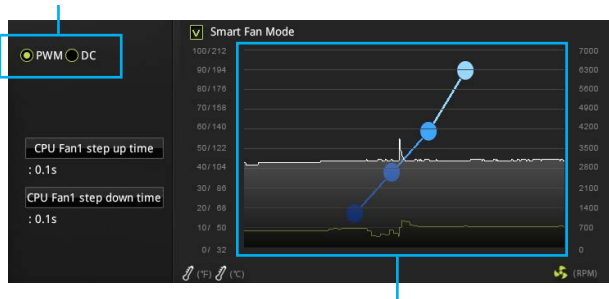 PWM DC
CPU Fan1 step up time
: 0.1s
CPU Fan1 step down time
: 0.1s
V Smart Fan Mode
100/212 7000
90/194 6300
80/176 5600
70/158 4900
60/140 4200
50/122 3500
40/104 2600
30/ 86 2100
20/ 68 1400
10/ 50 700
0/ 32 0
(°F) (°C) (RPM)